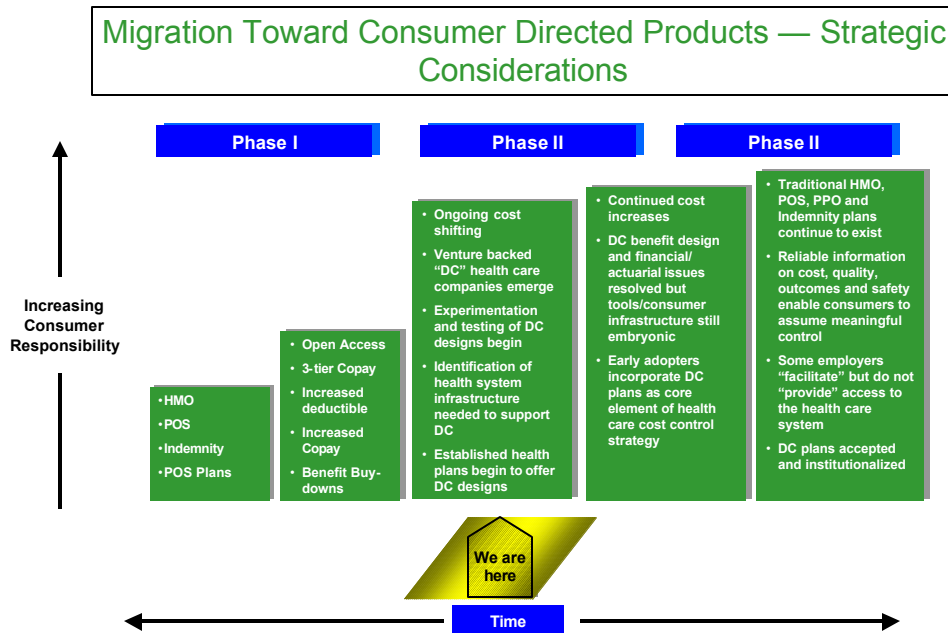 Migration Toward Consumer Directed Products — Strategic
Considerations
Phase I
Phase II
Phase II
Increasing
Consumer
Responsibility
•HMO
•POS
•Indemnity
•POS Plans
• Open Access
• 3-tier Copay
• Increased
deductible
• Increased
Copay
• Benefit Buy-
downs
• Ongoing cost
shifting
• Venture backed
“DC” health care
companies emerge
• Experimentation
and testing of DC
designs begin
• Identification of
health system
infrastructure
needed to support
DC
• Established health
plans begin to offer
DC designs
• Continued cost
increases
• DC benefit design
and financial/
actuarial issues
resolved but
tools/consumer
infrastructure still
embryonic
• Early adopters
incorporate DC
plans as core
element of health
care cost control
strategy
• Traditional HMO,
POS, PPO and
Indemnity plans
continue to exist
• Reliable information
on cost, quality,
outcomes and safety
enable consumers to
assume meaningful
control
• Some employers
“facilitate” but do not
“provide” access to
the health care
system
• DC plans accepted
and institutionalized
We are
here
Time